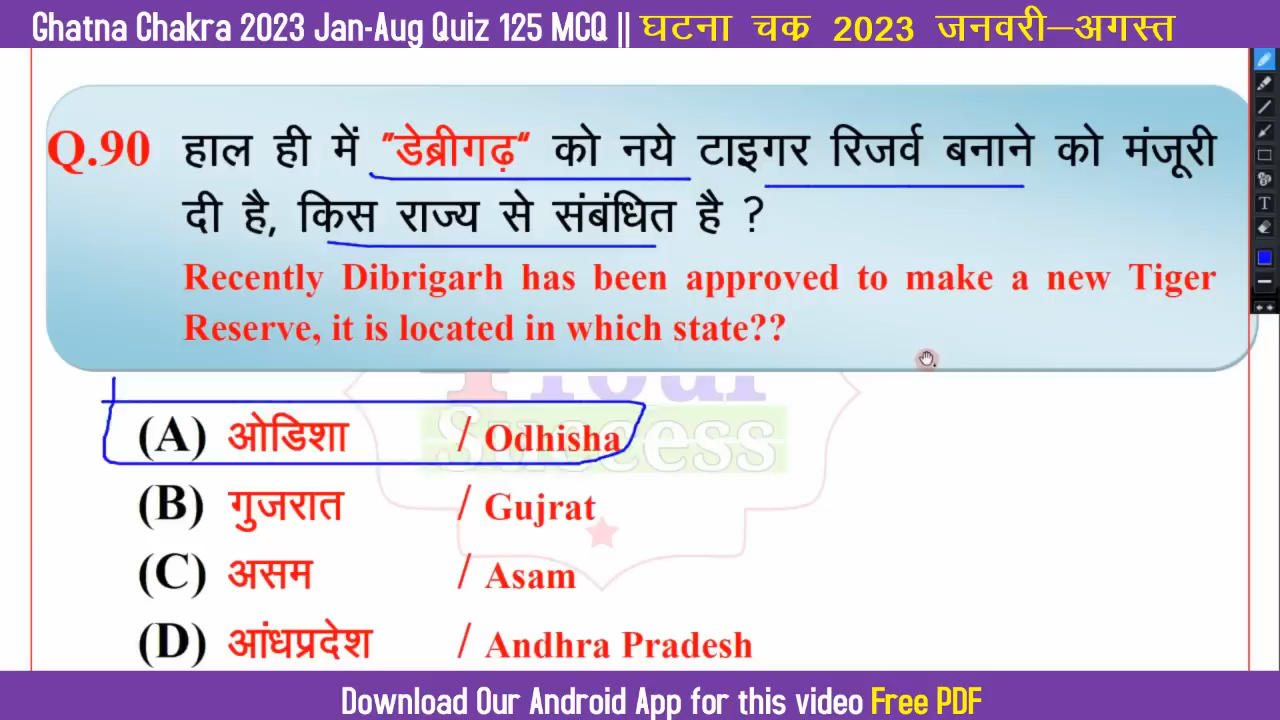 Ghatna Chakra 2023 Jan-Aug Quiz 125 MCQ || घटना चक्र 2023 जनवरी–अगस्त
Q.90 हाल ही में "डेब्रीगढ़" को नये टाइगर रिजर्व बनाने को मंजूरी
दी है, किस राज्य से संबंधित है ?
Recently Dibrigarh has been approved to make a new Tiger
Reserve, it is located in which state??
(A) ओडिशा / Odhisha
Success
(B) गुजरात / Gujrat
(C) असम / Asam
(D) आंधप्रदेश / Andhra Pradesh
Download Our Android App for this video Free PDF